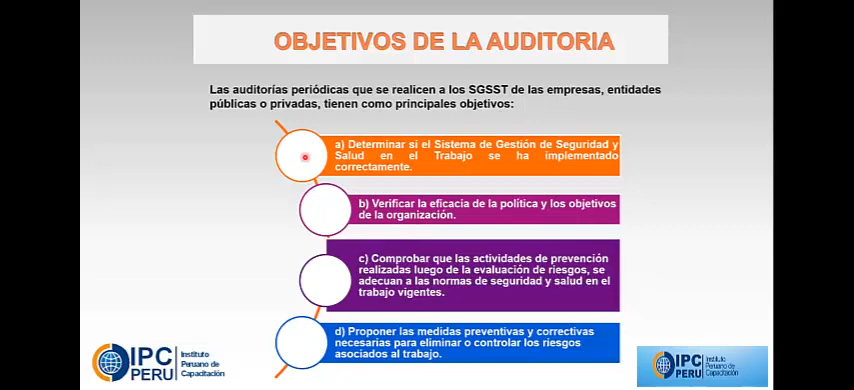 OBJETIVOS DE LA AUDITORIA
Las auditorías periódicas que se realicen a los SGSST de las empresas, entidades
públicas o privadas, tienen como principales objetivos:
a) Determinar si el Sistema de Gestión de Seguridad y
Salud en el Trabajo se ha implementado
correctamente.
b) Verificar la eficacia de la política y los objetivos
de la organización.
c) Comprobar que las actividades de prevención
realizadas luego de la evaluación de riesgos, se
adecuan a las normas de seguridad y salud en el
trabajo vigentes.
d) Proponer las medidas preventivas y correctivas
necesarias para eliminar o controlar los riesgos
asociados al trabajo.
IPC
PERU
Instituto
Peruano de
Capacitación
IPC
PERU
Instituto
Peruano de
Capacitación